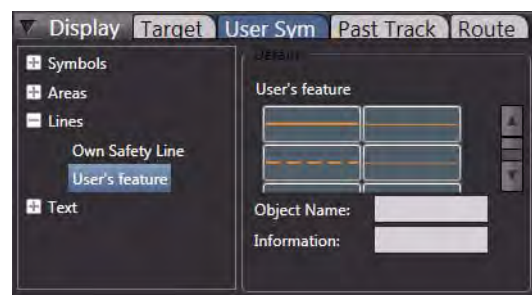 Display Target User Sym Past Track Route
Symbols
Areas
Lines
Own Safety Line
User's feature
Text
Default
User's feature
Object Name:
Information: